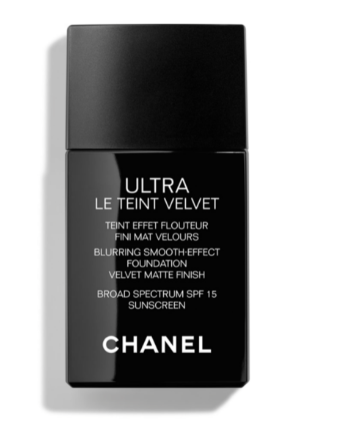 ULTRA
LE TEINT VELVET
TEINT EFFET FLOUTEUR
FINI MAT VELOURS
BLURRING SMOOTH-EFFECT
FOUNDATION
VELVET MATTE FINISH
BROAD SPECTRUM SPF 15
SUNSCREEN
CHANEL